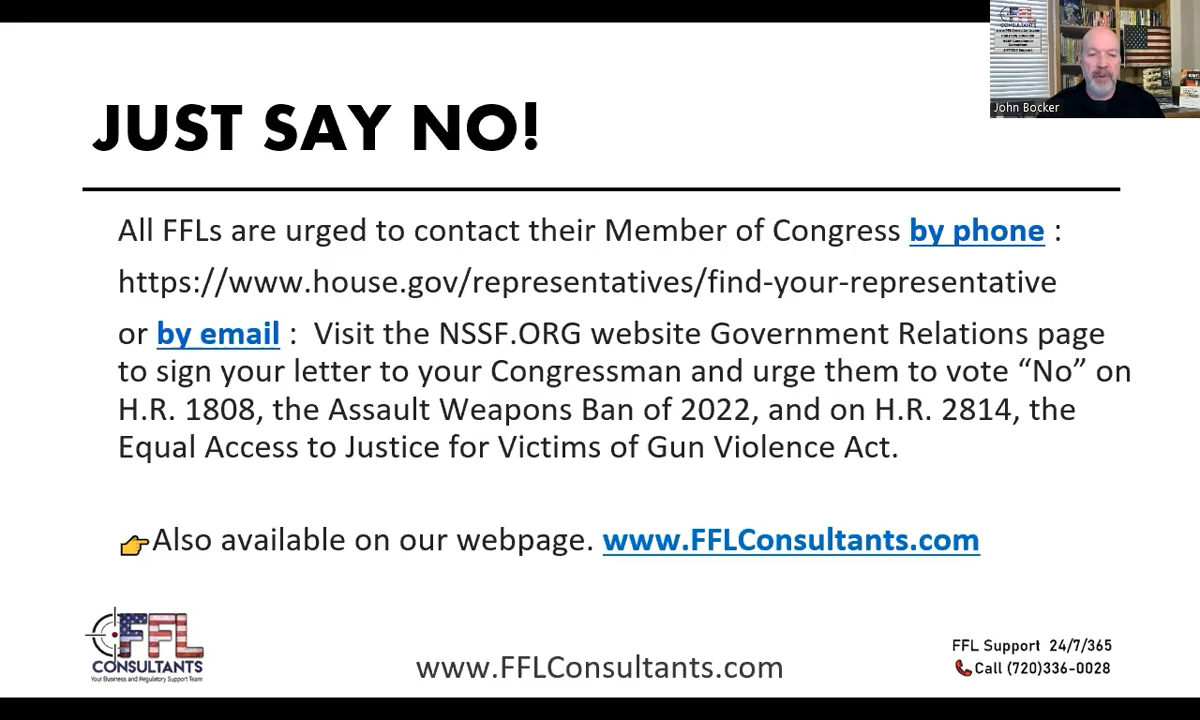 FFL
CONSULTANTS
John Bocker
JUST SAY NO!
All FFLs are urged to contact their Member of Congress by phone :
https://www.house.gov/representatives/find-your-representative
or by email :  Visit the NSSF.ORG website Government Relations page
to sign your letter to your Congressman and urge them to vote “No” on
H.R. 1808, the Assault Weapons Ban of 2022, and on H.R. 2814, the
Equal Access to Justice for Victims of Gun Violence Act.
👉Also available on our webpage. www.FFLConsultants.com
FFL
CONSULTANTS
Your Business and Regulatory Support Team
www.FFLConsultants.com
FFL Support 24/7/365
📞Call (720)336-0028